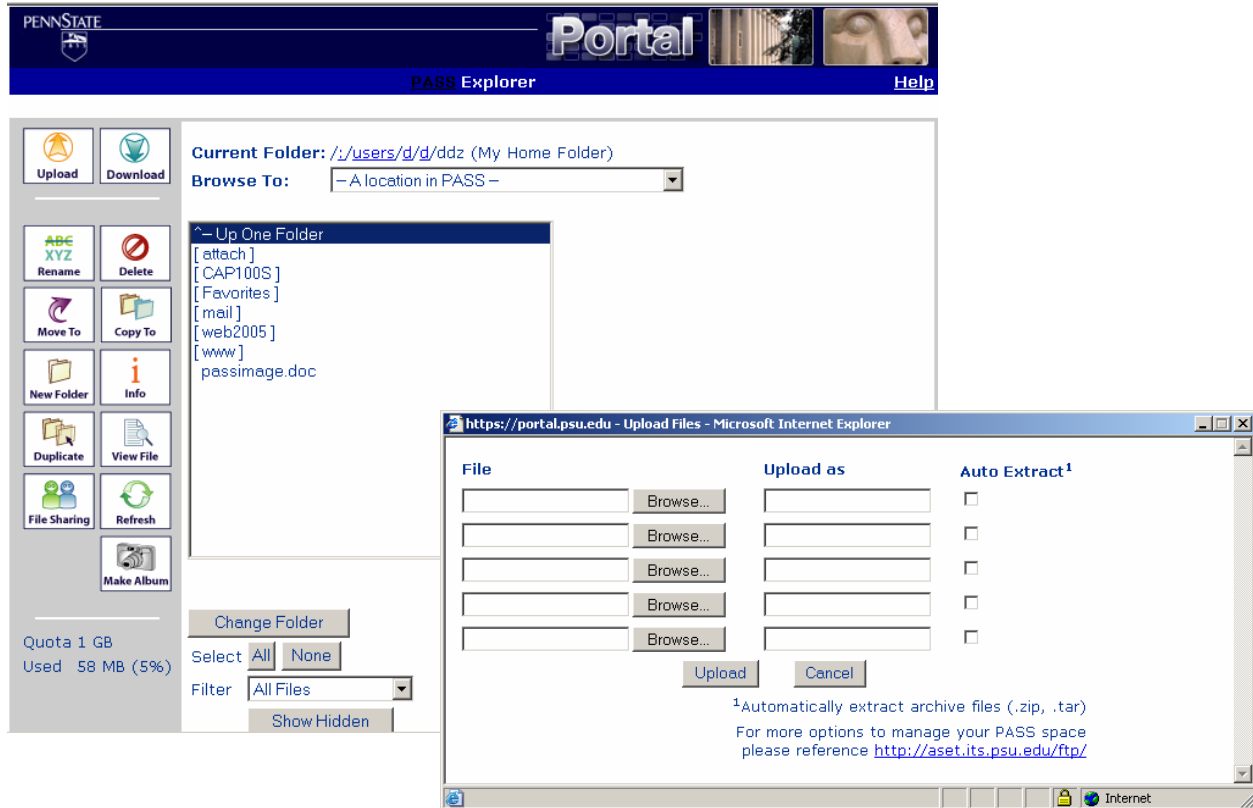 PENNSTATE
Portal
PASS Explorer
Help
Upload
Download
Current Folder: /:/users/d/d/ddz (My Home Folder)
Browse To: – A location in PASS –
ABC
XYZ
Rename
Delete
Move To
Copy To
New Folder
i
Info
Duplicate
View File
File Sharing
Refresh
Make Album
Quota 1 GB
Used 58 MB (5%)
^– Up One Folder
[ attach ]
[ CAP100S ]
[ Favorites ]
[ mail ]
[ web2005 ]
[ www ]
passimage.doc
Change Folder
Select All None
Filter All Files
Show Hidden
https://portal.psu.edu - Upload Files - Microsoft Internet Explorer
File Upload as Auto Extract¹
Browse...
Browse...
Browse...
Browse...
Browse...
Upload Cancel
¹Automatically extract archive files (.zip, .tar)
For more options to manage your PASS space
please reference http://aset.its.psu.edu/ftp/
Internet